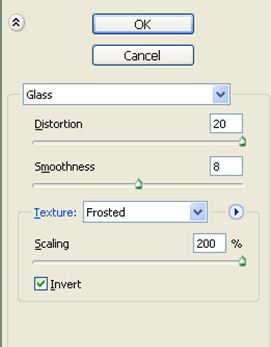 OK
Cancel
Glass
Distortion 20
Smoothness 8
Texture: Frosted
Scaling 200 %
Invert